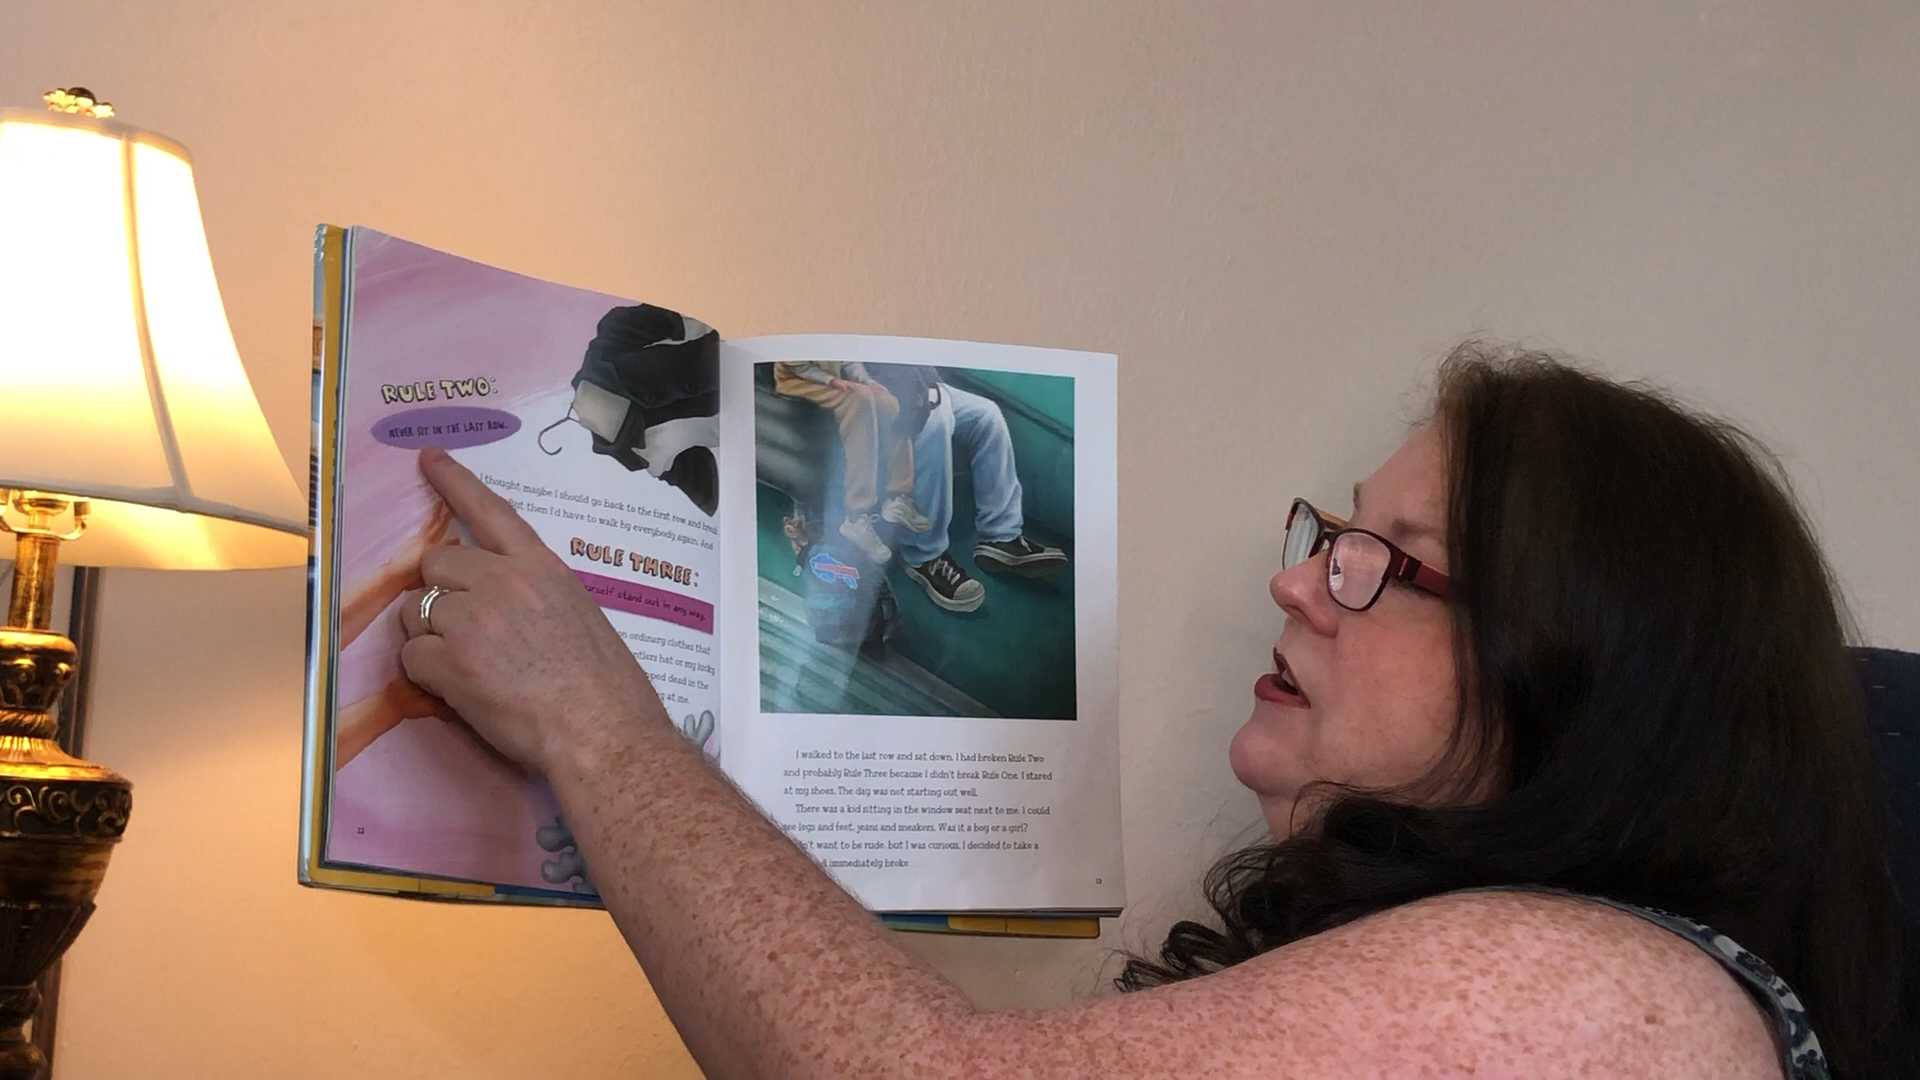 RULE TWO:
NEVER SIT IN THE LAST ROW.
I thought maybe I should go back to the first row and break
But then I'd have to walk by everybody again. And
RULE THREE:
stand out in any way.
on ordinary clothes that
hat or my lucky
dead in the
at me.
12
I walked to the last row and sat down. I had broken Rule Two
and probably Rule Three because I didn't break Rule One. I stared
at my shoes. The day was not starting out well.
There was a kid sitting in the window seat next to me. I could
see legs and feet, jeans and sneakers. Was it a boy or a girl?
want to be rude, but I was curious. I decided to take a
immediately broke . . .
13